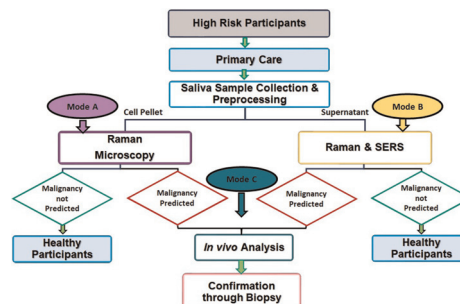 High Risk Participants
Primary Care
Saliva Sample Collection &
Preprocessing
Mode A
Cell Pellet
Supernatant
Mode B
Raman
Microscopy
Raman & SERS
Mode C
Malignancy
not
Predicted
Malignancy
Predicted
Malignancy
Predicted
Malignancy
not
Predicted
Healthy
Participants
In vivo Analysis
Healthy
Participants
Confirmation
through Biopsy